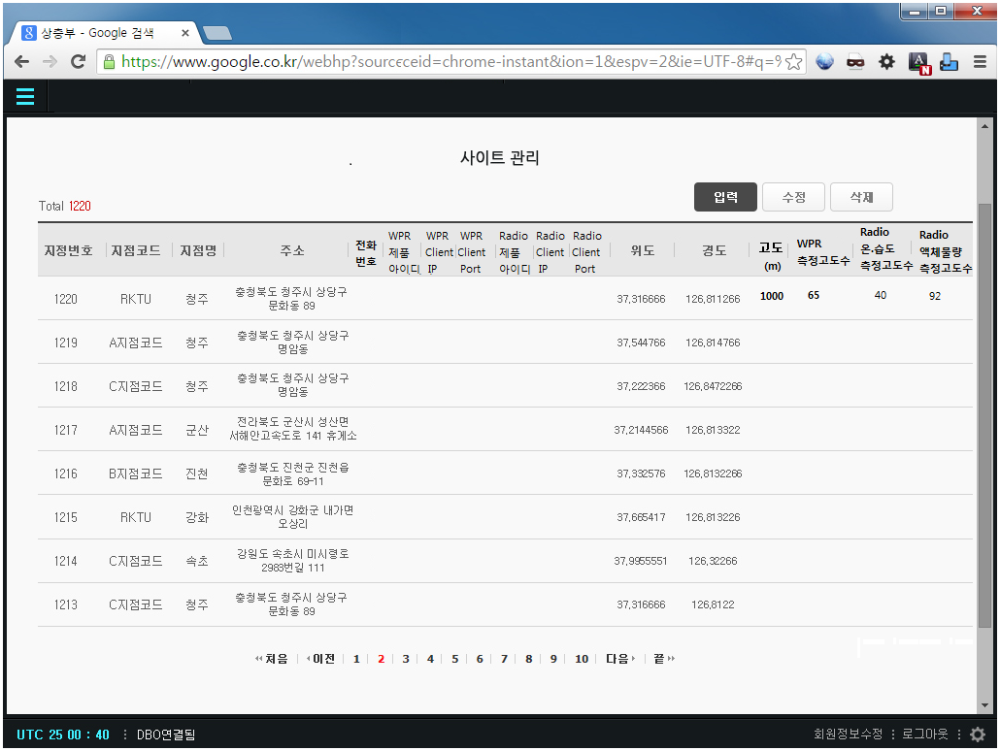 상층부 - Google 검색
https://www.google.co.kr/webhp?sourceid=chrome-instant&ion=1&espv=2&ie=UTF-8#q=%
사이트 관리
Total 1220
입력 수정 삭제
지정번호 지점코드 지점명 주소 전화 번호 WPR 제품 아이디 WPR Client IP WPR Client Port Radio 제품 아이디 Radio Client IP Radio Client Port 위도 경도 고도 (m) WPR 측정고도수 Radio 온.습도 측정고도수 Radio 액체물량 측정고도수
1220 RKTU 청주 충청북도 청주시 상당구 문화동 89 37,316666 126,811266 1000 65 40 92
1219 A지점코드 청주 충청북도 청주시 상당구 명암동 37,544766 126,814766
1218 C지점코드 청주 충청북도 청주시 상당구 명암동 37,222366 126,8472266
1217 A지점코드 군산 전라북도 군산시 성산면 서해안고속도로 141 휴게소 37,2144566 126,813322
1216 B지점코드 진천 충청북도 진천군 진천읍 문화로 69-11 37,332576 126,8132266
1215 RKTU 강화 인천광역시 강화군 내가면 오상리 37,665417 126,813226
1214 C지점코드 속초 강원도 속초시 미시령로 2983번길 111 37,9955551 126,32266
1213 C지점코드 청주 충청북도 청주시 상당구 문화동 89 37,316666 126,8122
처음 이전 1 2 3 4 5 6 7 8 9 10 다음 끝
UTC 25 00 : 40 : DB0연결됨 회원정보수정 : 로그아웃 :